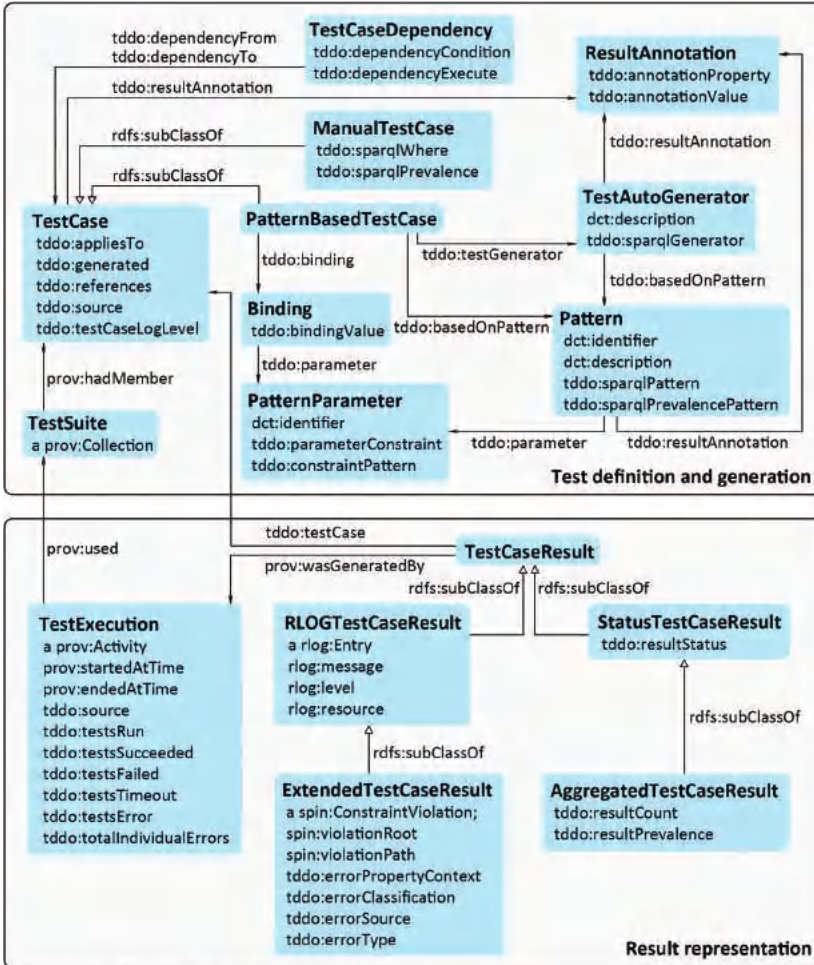 TestCaseDependency
tddo:dependencyCondition
tddo:dependencyExecute
tddo:dependencyFrom
tddo:dependencyTo
tddo:resultAnnotation
ResultAnnotation
tddo:annotationProperty
tddo:annotationValue
rdfs:subClassOf
ManualTestCase
tddo:sparqlWhere
tddo:sparqlPrevalence
tddo:resultAnnotation
rdfs:subClassOf
TestCase
tddo:appliesTo
tddo:generated
tddo:references
tddo:source
tddo:testCaseLogLevel
PatternBasedTestCase
TestAutoGenerator
dct:description
tddo:sparqlGenerator
tddo:testGenerator
tddo:binding
tddo:basedOnPattern
Binding
tddo:bindingValue
tddo:basedOnPattern
Pattern
dct:identifier
dct:description
tddo:sparqlPattern
tddo:sparqlPrevalencePattern
tddo:parameter
prov:hadMember
PatternParameter
dct:identifier
tddo:parameterConstraint
tddo:constraintPattern
TestSuite
a prov:Collection
tddo:parameter
tddo:resultAnnotation
Test definition and generation
tddo:testCase
prov:used
TestCaseResult
prov:wasGeneratedBy
rdfs:subClassOf
rdfs:subClassOf
TestExecution
a prov:Activity
prov:startedAtTime
prov:endedAtTime
tddo:source
tddo:testsRun
tddo:testsSucceeded
tddo:testsFailed
tddo:testsTimeout
tddo:testsError
tddo:totalIndividualErrors
RLOGTestCaseResult
a rlog:Entry
rlog:message
rlog:level
rlog:resource
StatusTestCaseResult
tddo:resultStatus
rdfs:subClassOf
rdfs:subClassOf
ExtendedTestCaseResult
a spin:ConstraintViolation;
spin:violationRoot
spin:violationPath
tddo:errorPropertyContext
tddo:errorClassification
tddo:errorSource
tddo:errorType
AggregatedTestCaseResult
tddo:resultCount
tddo:resultPrevalence
Result representation